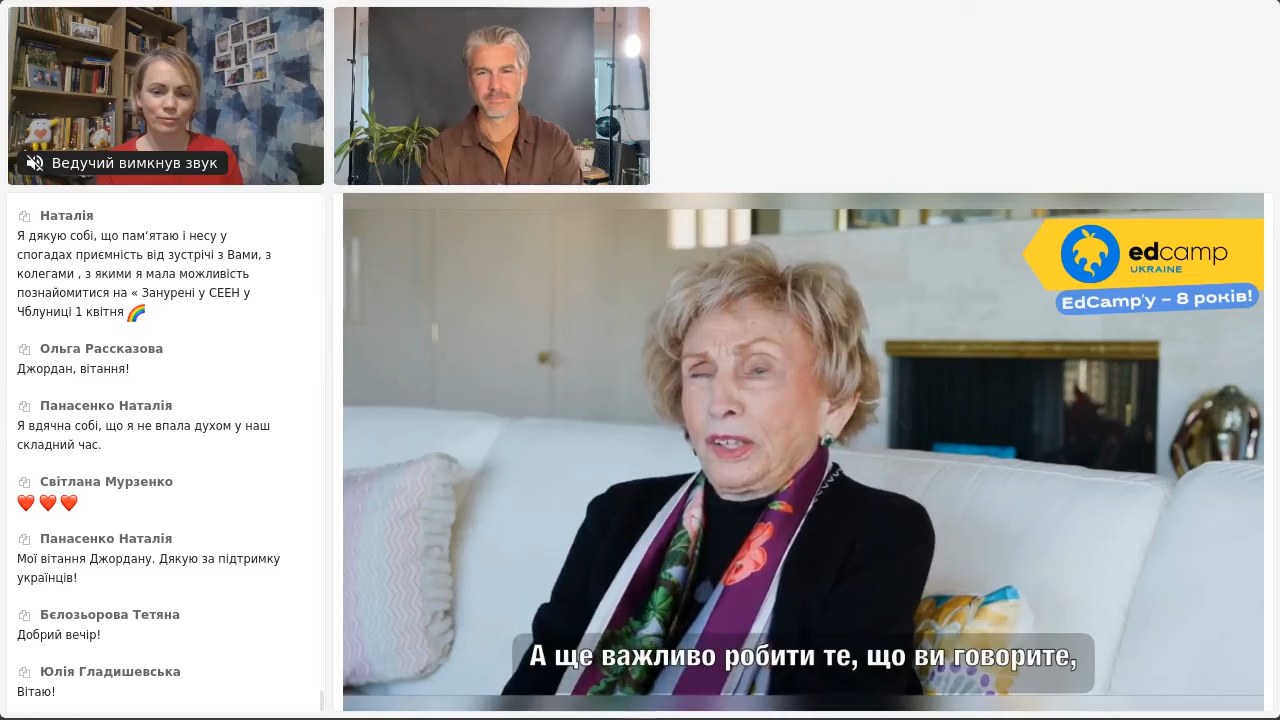 Ведучий вимкнув звук
Наталія
Я дякую собі, що пам‘ятаю і несу у
спогадах приємність від зустрічі з Вами, з
колегами , з якими я мала можливість
познайомитися на « Занурені у СЕЕН у
Чблуниці 1 квітня 🌈
Ольга Рассказова
Джордан, вітання!
Панасенко Наталія
Я вдячна собі, що я не впала духом у наш
складний час.
Світлана Мурзенко
❤️ ❤️ ❤️
Панасенко Наталія
Мої вітання Джордану. Дякую за підтримку
українців!
Бєлозьорова Тетяна
Добрий вечір!
Юлія Гладишевська
Вітаю!
edcamp
UKRAINE
EdCamp'у – 8 років!
А ще важливо робити те, що ви говорите,